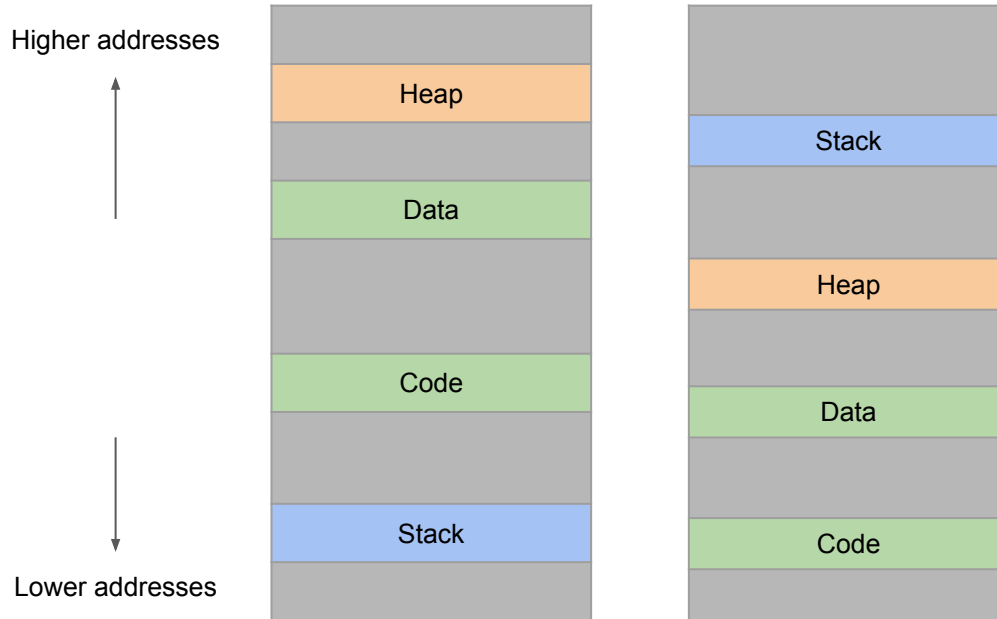 Higher addresses
Heap
Data
Code
Stack
Lower addresses
Stack
Heap
Data
Code